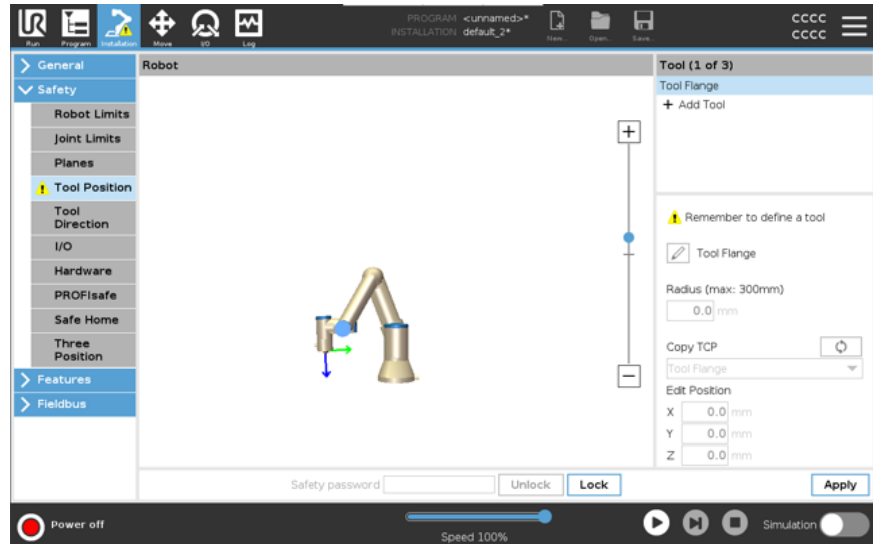 PROGRAM <unnamed>*
INSTALLATION default_2*
Run Program Installation Move I/O Log New... Open... Save...
cccc
cccc
General
Safety
Robot Limits
Joint Limits
Planes
Tool Position
Tool
Direction
I/O
Hardware
PROFIsafe
Safe Home
Three
Position
Features
Fieldbus
Robot
+
−
Tool (1 of 3)
Tool Flange
+ Add Tool
Remember to define a tool
Tool Flange
Radius (max: 300mm)
0.0 mm
Copy TCP
Tool Flange
Edit Position
X 0.0 mm
Y 0.0 mm
Z 0.0 mm
Safety password Unlock Lock Apply
Power off
Speed 100%
Simulation